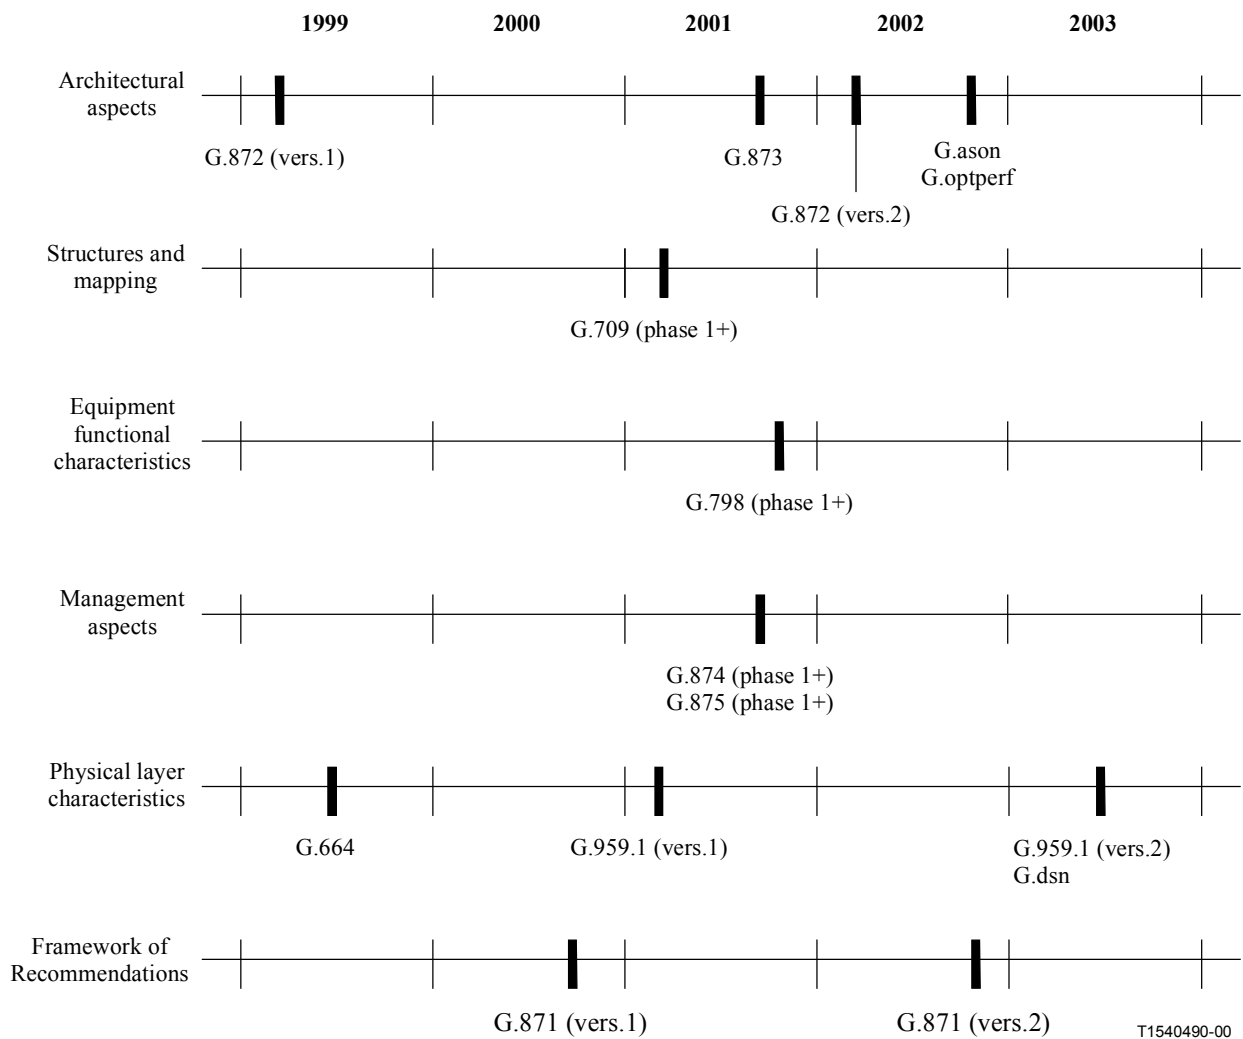 1999 2000 2001 2002 2003
Architectural
aspects
G.872 (vers.1)
G.873
G.ason
G.optperf
G.872 (vers.2)
Structures and
mapping
G.709 (phase 1+)
Equipment
functional
characteristics
G.798 (phase 1+)
Management
aspects
G.874 (phase 1+)
G.875 (phase 1+)
Physical layer
characteristics
G.664
G.959.1 (vers.1)
G.959.1 (vers.2)
G.dsn
Framework of
Recommendations
G.871 (vers.1)
G.871 (vers.2)
T1540490-00